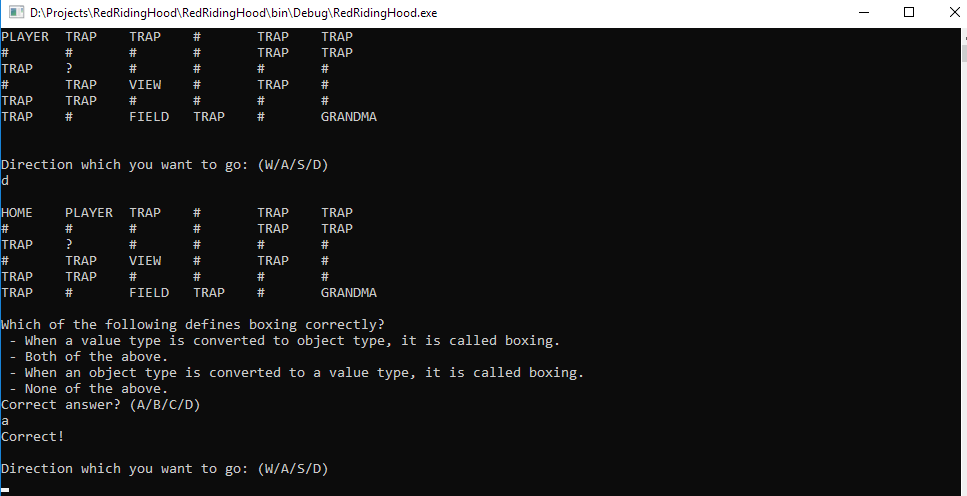 D:\Projects\RedRidingHood\RedRidingHood\bin\Debug\RedRidingHood.exe
PLAYER TRAP TRAP # TRAP TRAP
# # # # TRAP TRAP
TRAP ? # # # #
# TRAP VIEW # TRAP #
TRAP TRAP # # # #
TRAP # FIELD TRAP # GRANDMA
Direction which you want to go: (W/A/S/D)
d
HOME PLAYER TRAP # TRAP TRAP
# # # # TRAP TRAP
TRAP ? # # # #
# TRAP VIEW # TRAP #
TRAP TRAP # # # #
TRAP # FIELD TRAP # GRANDMA
Which of the following defines boxing correctly?
- When a value type is converted to object type, it is called boxing.
- Both of the above.
- When an object type is converted to a value type, it is called boxing.
- None of the above.
Correct answer? (A/B/C/D)
a
Correct!
Direction which you want to go: (W/A/S/D)